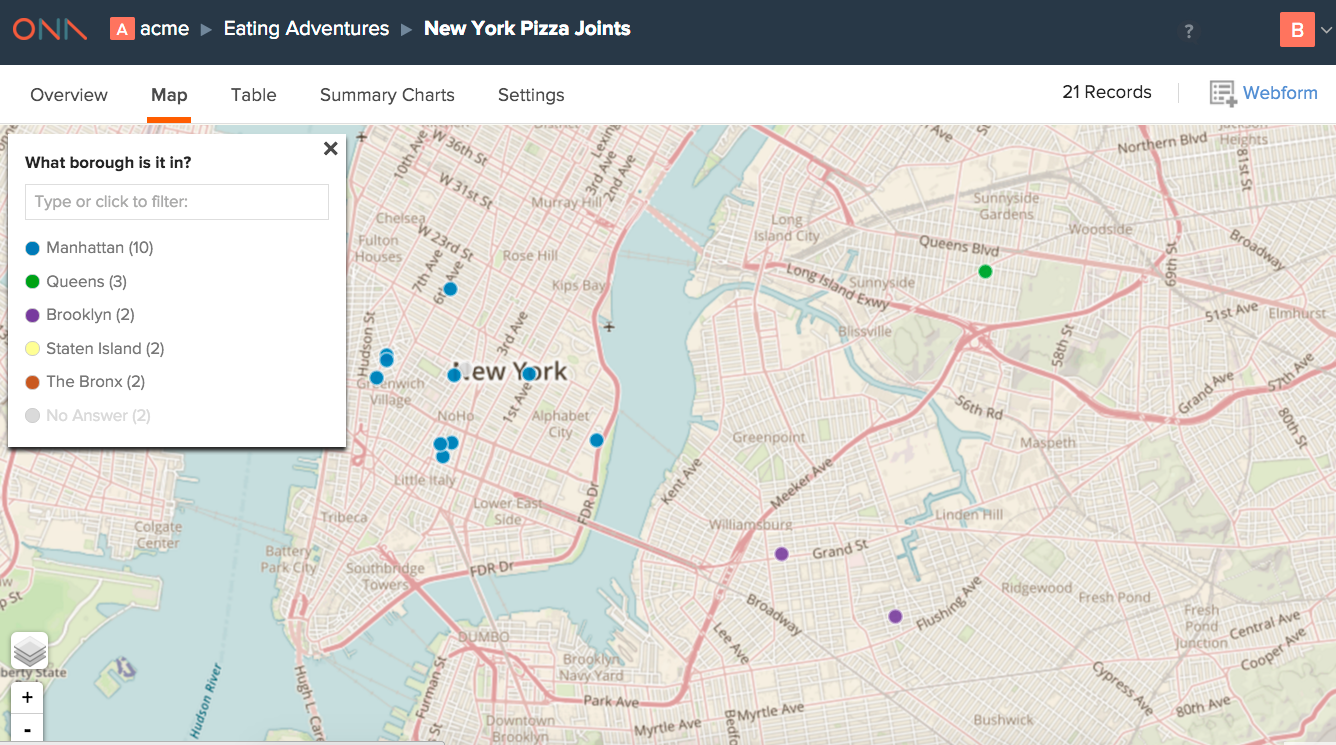 ONA A acme ▶ Eating Adventures ▶ New York Pizza Joints ? B
Overview Map Table Summary Charts Settings 21 Records Webform
What borough is it in?
Type or click to filter:
Manhattan (10)
Queens (3)
Brooklyn (2)
Staten Island (2)
The Bronx (2)
No Answer (2)
10th Ave
W 36th St
W 31st St
3rd Ave
2nd Ave
Murray Hill
Chelsea
W 23rd St
Fulton
Houses
7th Ave
6th Ave
Rose Hill
Kips Bay
Hudson St
3rd Ave
New York
Greenwich
Village
NoHo
1st Ave
Alphabet
City
Little Italy
Lower East
Side
FDR Dr
Tribeca
Colgate
Center
Battery
Park City
Southbridge
Towers
FDR Dr
DUMBO
Brooklyn
Navy Yard
Hudson River
Furman St
Downtown
Brooklyn
Park Ave
Myrtle Ave
Myrtle Ave
Long
Island City
Queens Blvd
Sunnyside
Gardens
Woodside
Northern Blvd
Jackson
Heights
81st St
Broadway
69th St
Long Island Expy
Sunnyside
Blissville
51st Ave
Elmhurst
58th St
57th Ave
Grand Ave
80th St
56th Rd
Maspeth
Greenpoint
Kent Ave
Meeker Ave
Williamsburg
Grand St
Linden Hill
Flushing Ave
Ridgewood
Fresh Pond
Fresh
Pond
Junction
Central Ave
Cooper Ave
Cypress Ave
80th Ave
Broadway
Lee Ave
Bushwick
+
-